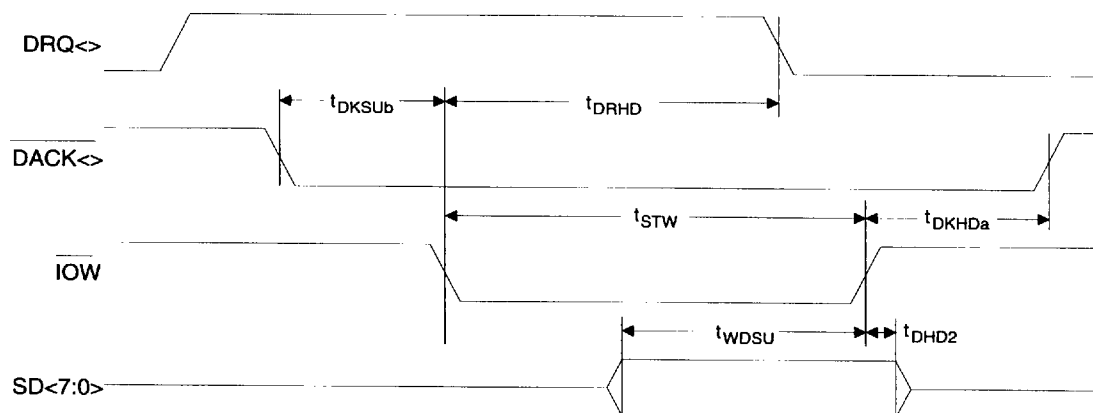 DRQ<>
tDKSUb
tDRHD
DACK<>
tSTW
tDKHDa
IOW
tWDSU
tDHD2
SD<7:0>